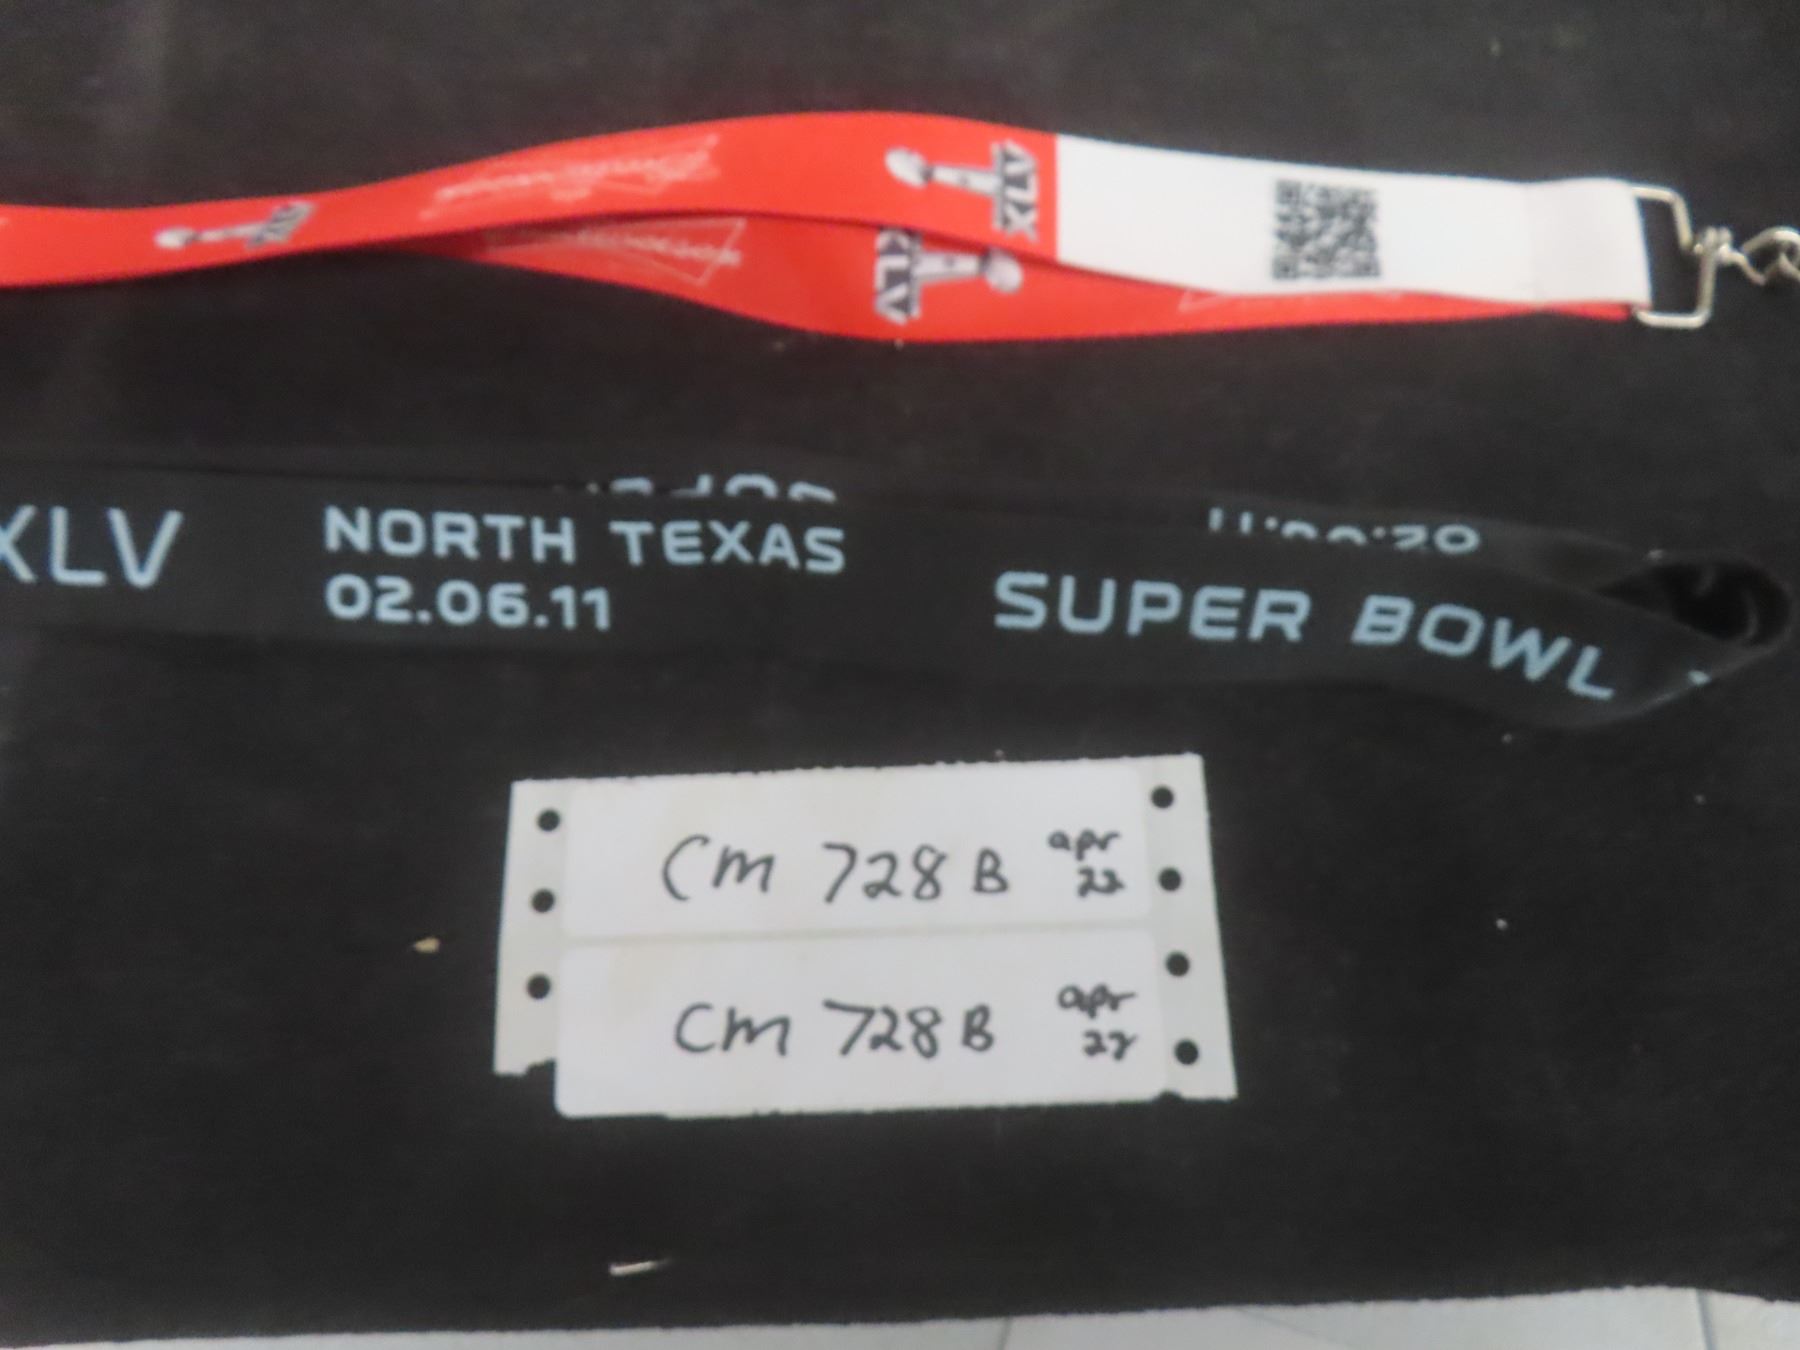 XLV
XLV
XLV
NORTH TEXAS
02.06.11
SUPER BOWL
CM 728 B apr 22
CM 728 B apr 22